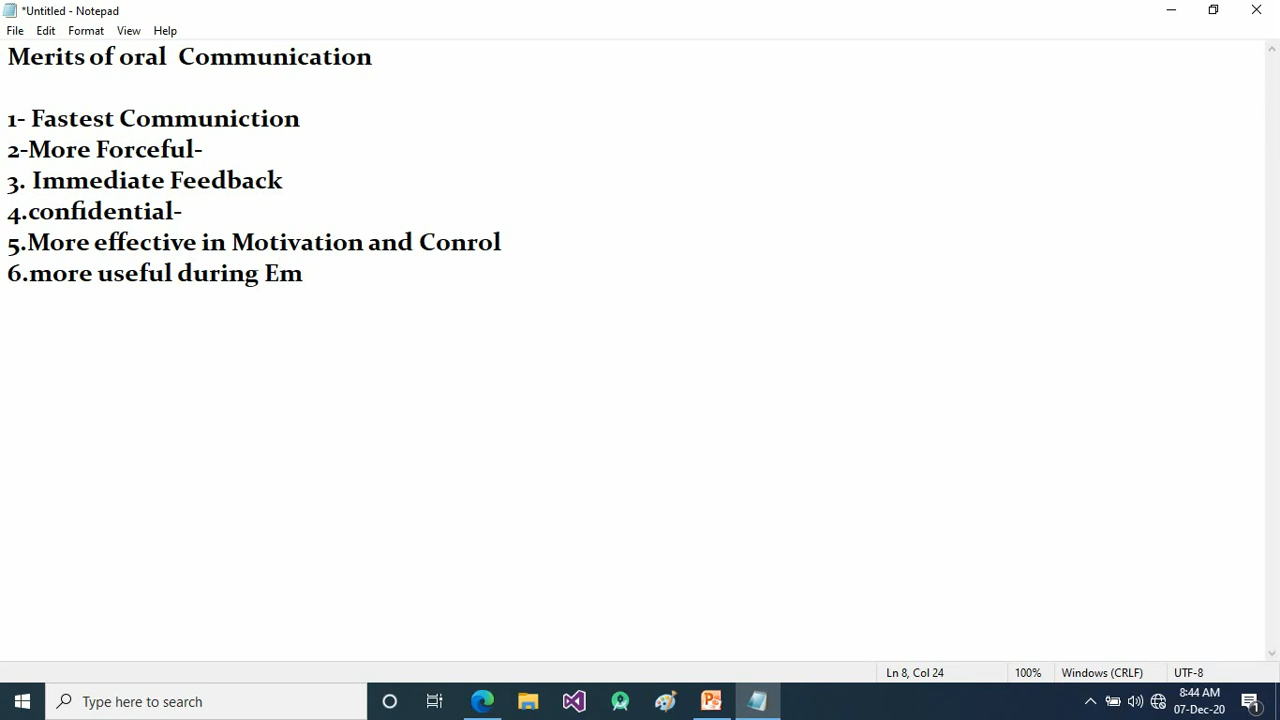 *Untitled - Notepad
File Edit Format View Help
Merits of oral  Communication
1- Fastest Communiction
2-More Forceful-
3. Immediate Feedback
4.confidential-
5.More effective in Motivation and Conrol
6.more useful during Em
Ln 8, Col 24 100% Windows (CRLF) UTF-8
Type here to search
8:44 AM
07-Dec-20
1